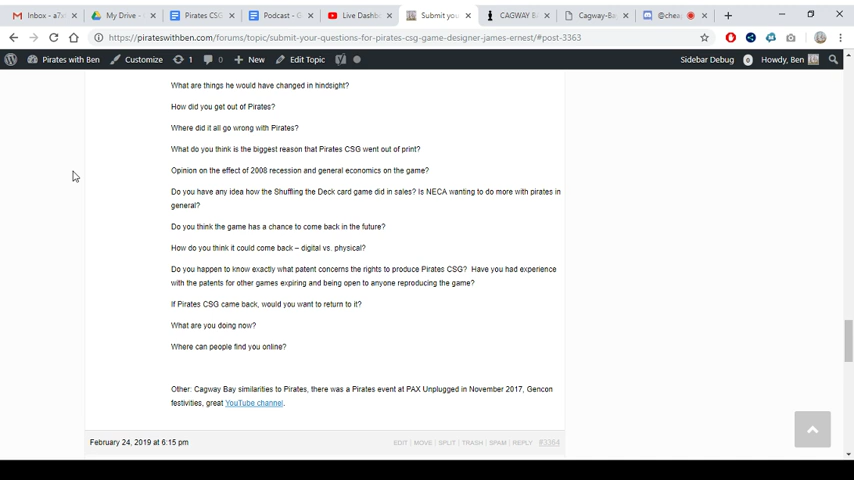 Inbox - a7x
My Drive -
Pirates CSG
Podcast - G
Live Dashbo
Submit you
CAGWAY B
Cagway-Ba
@chea
https://pirateswithben.com/forums/topic/submit-your-questions-for-pirates-csg-game-designer-james-ernest/#post-3363
Pirates with Ben Customize 1 0 New Edit Topic Sidebar Debug 0 Howdy, Ben
What are things he would have changed in hindsight?
How did you get out of Pirates?
Where did it all go wrong with Pirates?
What do you think is the biggest reason that Pirates CSG went out of print?
Opinion on the effect of 2008 recession and general economics on the game?
Do you have any idea how the Shuffling the Deck card game did in sales? Is NECA wanting to do more with pirates in
general?
Do you think the game has a chance to come back in the future?
How do you think it could come back – digital vs. physical?
Do you happen to know exactly what patent concerns the rights to produce Pirates CSG? Have you had experience
with the patents for other games expiring and being open to anyone reproducing the game?
If Pirates CSG came back, would you want to return to it?
What are you doing now?
Where can people find you online?
Other: Cagway Bay similarities to Pirates, there was a Pirates event at PAX Unplugged in November 2017, Gencon
festivities, great YouTube channel.
February 24, 2019 at 6:15 pm EDIT | MOVE | SPLIT | TRASH | SPAM | REPLY #3364